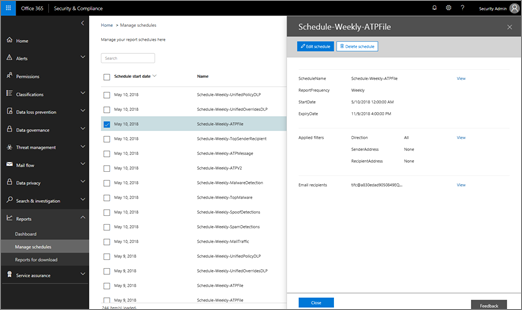 Office 365 Security & Compliance Security Admin
Home
Alerts
Permissions
Classifications
Data loss prevention
Data governance
Threat management
Mail flow
Data privacy
Search & investigation
Reports
Dashboard
Manage schedules
Reports for download
Service assurance
Home > Manage schedules
Manage your report schedules here
Search
Schedule start date Name
May 10, 2018 Schedule-Weekly-UnifiedPolicyDLP
May 10, 2018 Schedule-Weekly-UnifiedOverridesDLP
May 10, 2018 Schedule-Weekly-ATPFile
May 10, 2018 Schedule-Weekly-TopSenderRecipient
May 10, 2018 Schedule-Weekly-ATPMessage
May 10, 2018 Schedule-Weekly-ATPV2
May 10, 2018 Schedule-Weekly-MalwareDetection
May 10, 2018 Schedule-Weekly-TopMalware
May 10, 2018 Schedule-Weekly-SpoofDetections
May 10, 2018 Schedule-Weekly-SpamDetections
May 10, 2018 Schedule-Weekly-MailTraffic
May 9, 2018 Schedule-Weekly-UnifiedPolicyDLP
May 9, 2018 Schedule-Weekly-UnifiedOverridesDLP
May 9, 2018 Schedule-Weekly-ATPFile
May 9, 2018 Schedule-Weekly-ATPFile
item(s) loaded.
Schedule-Weekly-ATPFile
Edit schedule Delete schedule
ScheduleName Schedule-Weekly-ATPFile View
ReportFrequency Weekly
StartDate 5/10/2018 12:00:00 AM
ExpiryDate 11/9/2018 4:00:00 PM
Applied filters Direction All View
SenderAddress None
RecipientAddress None
Email recipients View
Close
Feedback